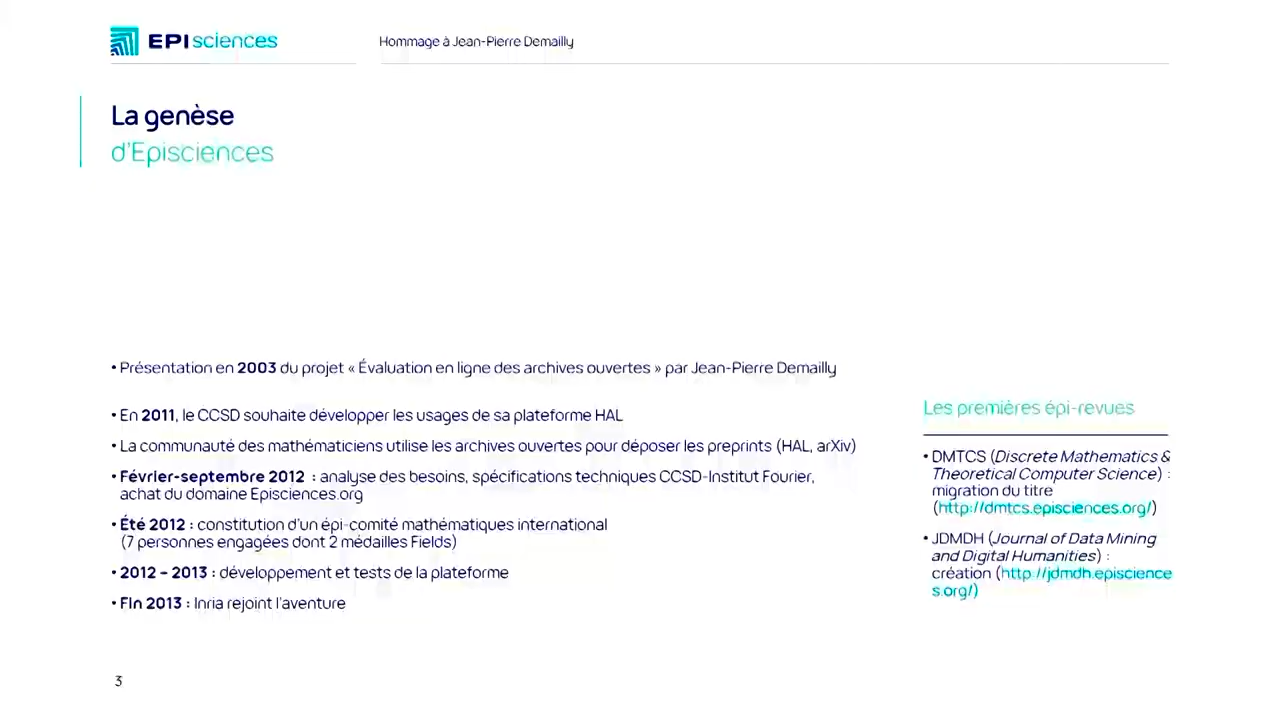 EPIsciences
Hommage à Jean-Pierre Demailly
La genèse
d'Episciences
• Présentation en 2003 du projet « Évaluation en ligne des archives ouvertes » par Jean-Pierre Demailly
• En 2011, le CCSD souhaite développer les usages de sa plateforme HAL
• La communauté des mathématiciens utilise les archives ouvertes pour déposer les preprints (HAL, arXiv)
• Février-septembre 2012 : analyse des besoins, spécifications techniques CCSD-Institut Fourier,
achat du domaine Episciences.org
• Été 2012 : constitution d'un épi-comité mathématiques international
(7 personnes engagées dont 2 médailles Fields)
• 2012 – 2013 : développement et tests de la plateforme
• Fin 2013 : Inria rejoint l'aventure
Les premières épi-revues
• DMTCS (Discrete Mathematics &
Theoretical Computer Science) :
migration du titre
(http://dmtcs.episciences.org/)
• JDMDH (Journal of Data Mining
and Digital Humanities) :
création (http://jdmdh.episcience
s.org/)
3